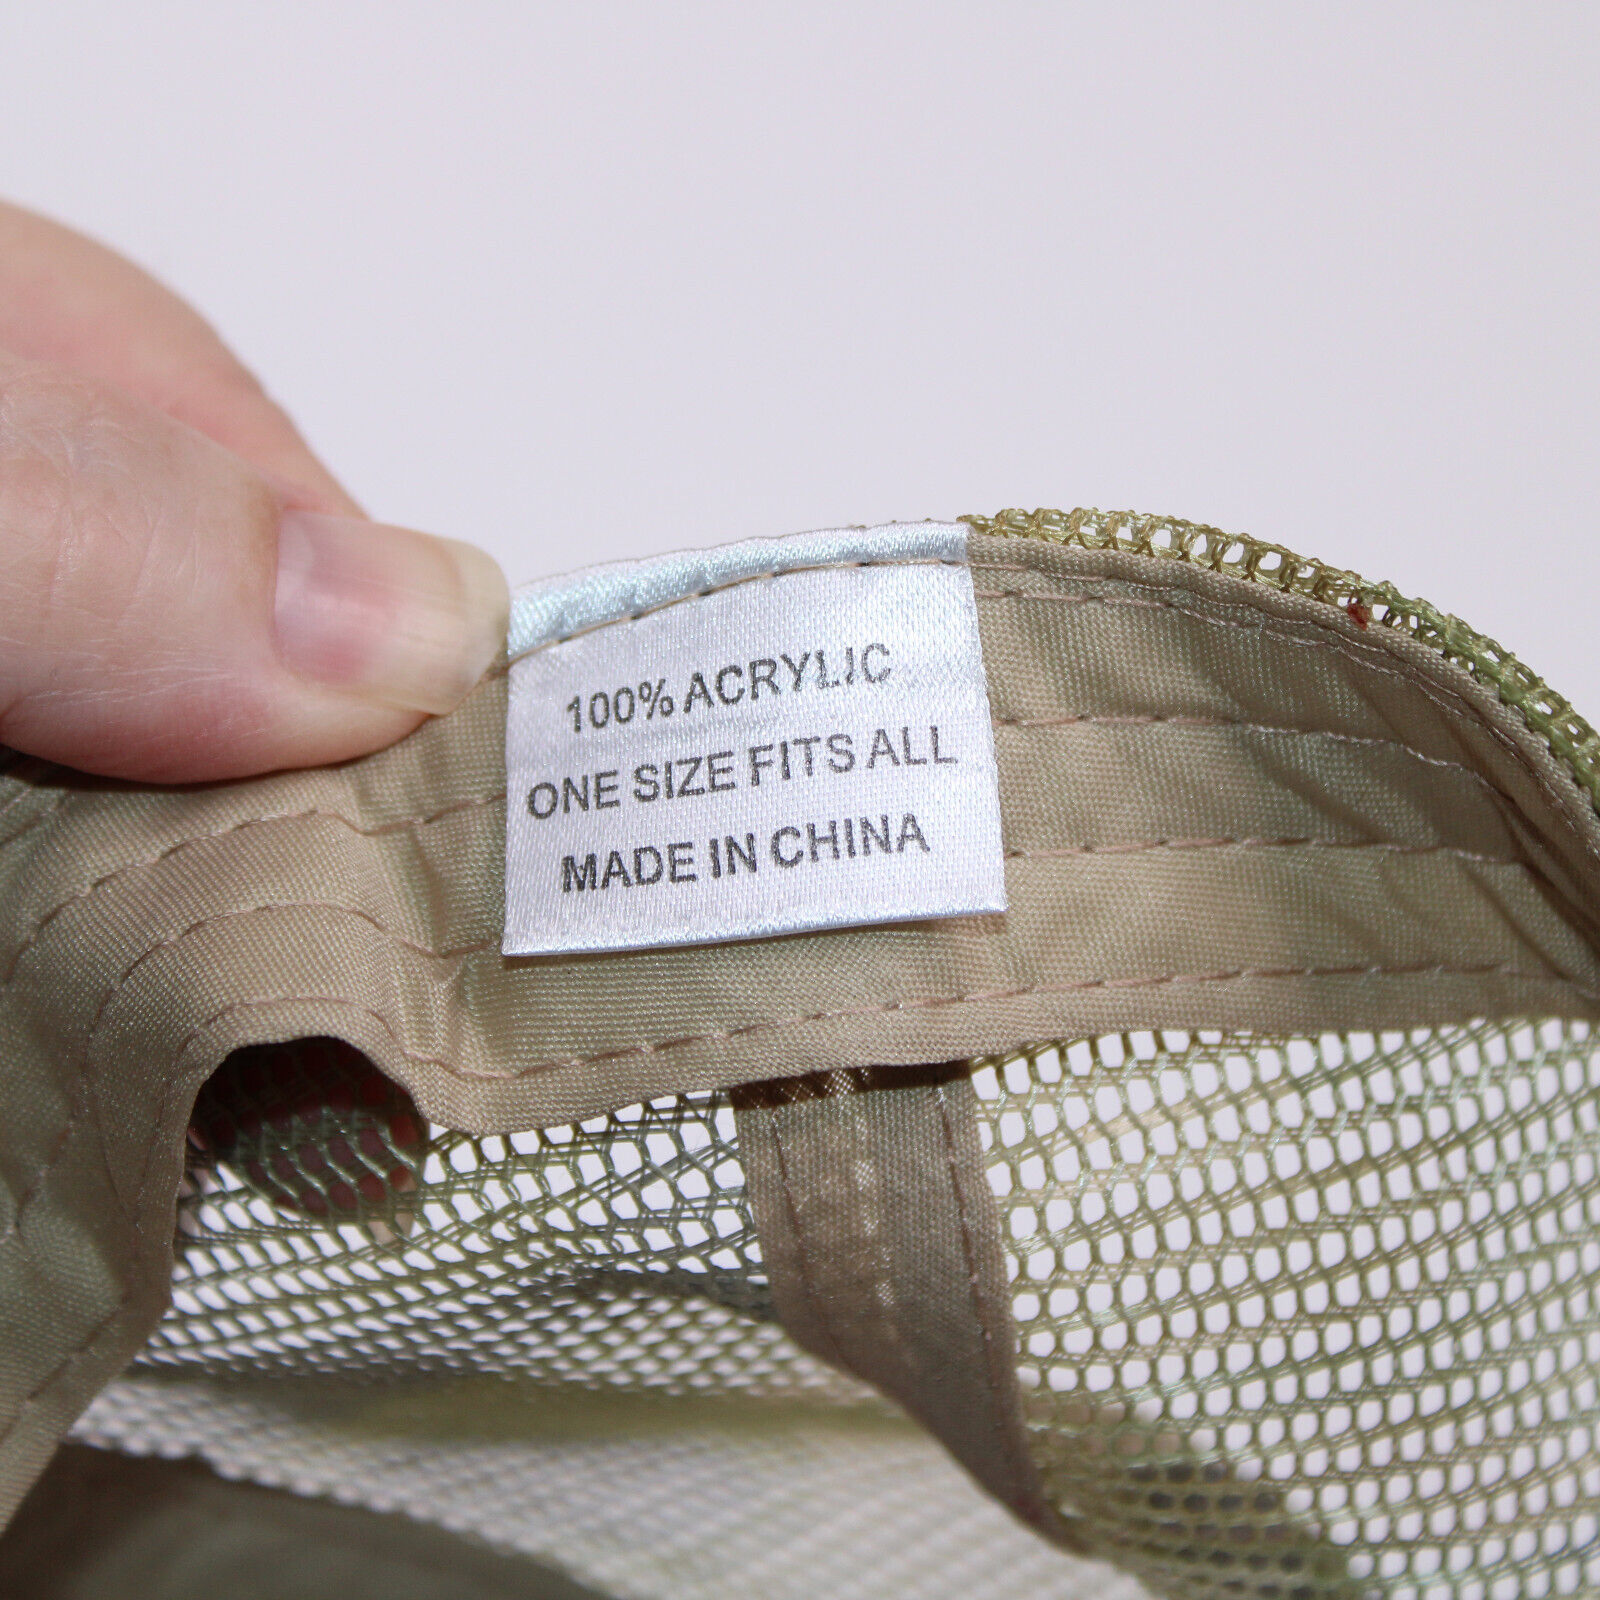 100% ACRYLIC
ONE SIZE FITS ALL
MADE IN CHINA